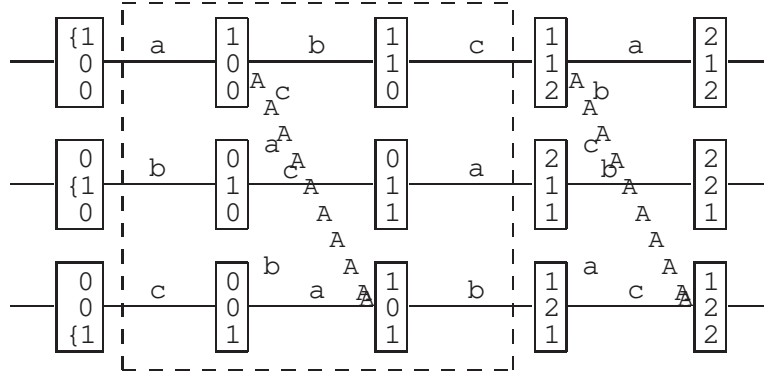 {1 a 1 b 1 c 1 a 2
0 0 1 1 1
0 0 A c 0 2 A b 2
A A
A A
0 0 a A 0 2 c A 2
{1 b 1 c A 1 a 1 b A 2
0 0 1 1 1
A A
A A
0 c 0 b A 1 b 1 a A 1
0 0 a A 0 2 c A 2
{1 1 A 1 1 A 2